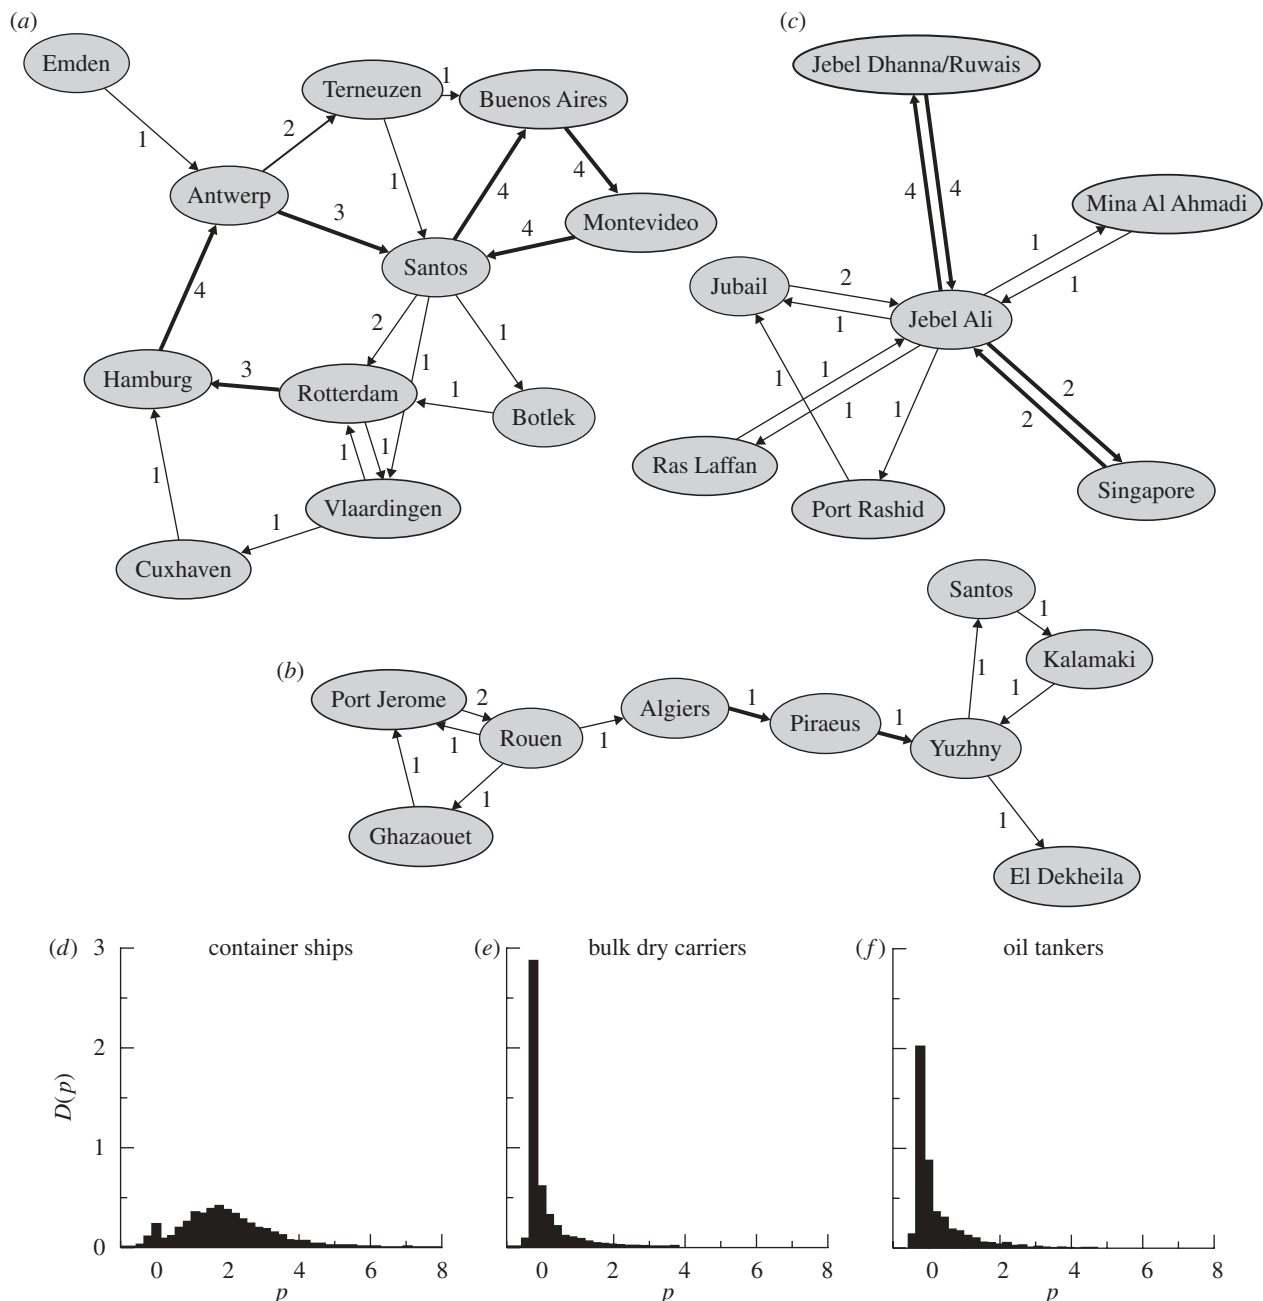 (a)
Emden
Terneuzen
1
Buenos Aires
1
2
4
Antwerp
1
4
3
Montevideo
4
Santos
4
2
1
1
Hamburg
3
Rotterdam
1
Botlek
1
1
1
1
Vlaardingen
1
Cuxhaven
(c)
Jebel Dhanna/Ruwais
4
4
Mina Al Ahmadi
1
Jubail
2
1
1
Jebel Ali
1
1
1
1
2
2
Ras Laffan
Port Rashid
Singapore
(b)
Santos
1
Kalamaki
1
1
Port Jerome
2
Algiers
1
Piraeus
1
Rouen
1
1
Yuzhny
1
1
1
Ghazaouet
El Dekheila
(d)
container ships
3
2
1
0
D(p)
0 2 4 6 8
p
(e)
bulk dry carriers
0 2 4 6 8
p
(f)
oil tankers
0 2 4 6 8
p